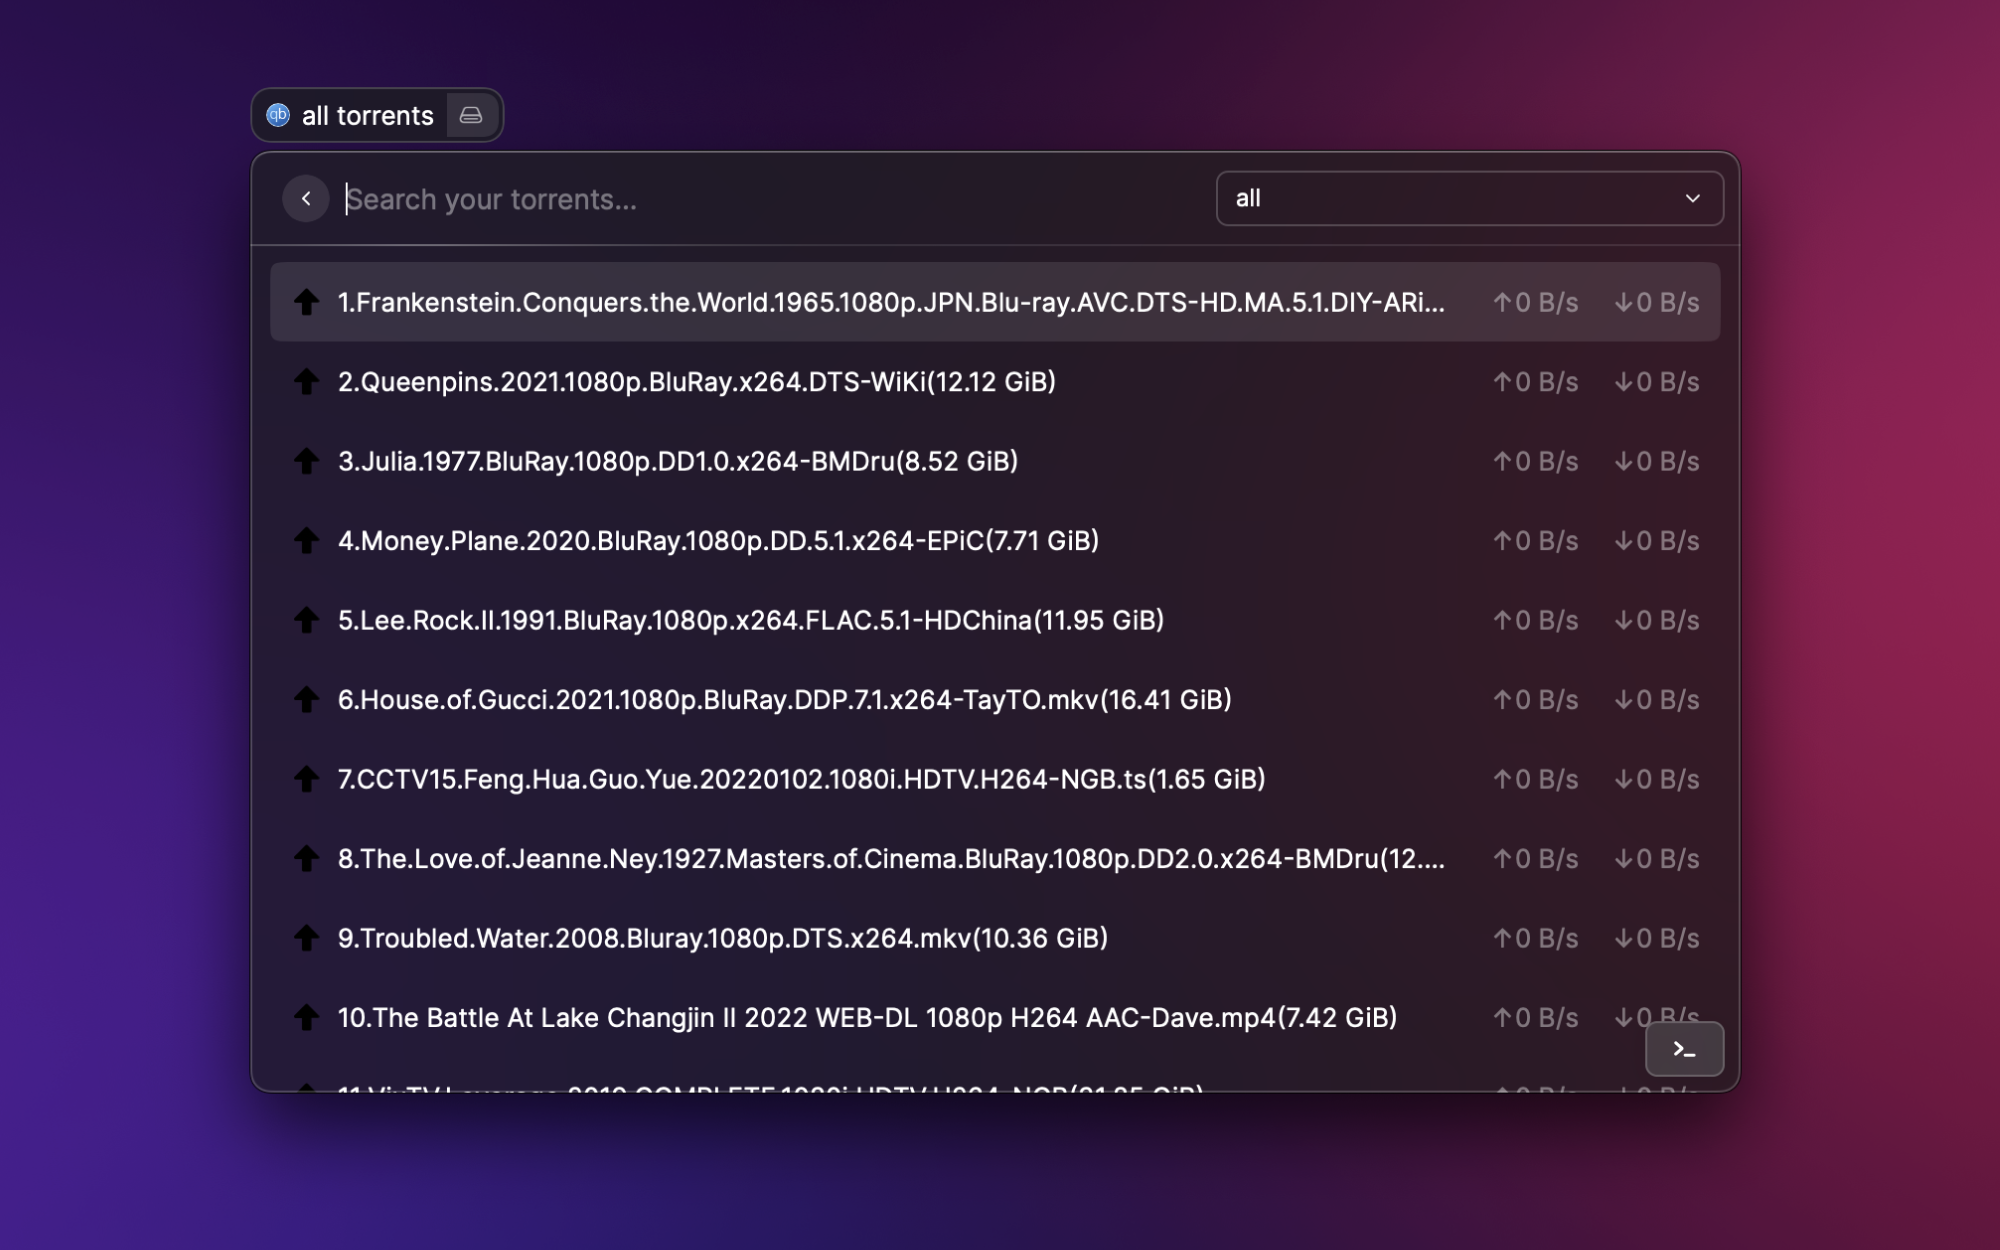 qb all torrents
Search your torrents...
all
1.Frankenstein.Conquers.the.World.1965.1080p.JPN.Blu-ray.AVC.DTS-HD.MA.5.1.DIY-ARi... ↑0 B/s ↓0 B/s
2.Queenpins.2021.1080p.BluRay.x264.DTS-WiKi(12.12 GiB) ↑0 B/s ↓0 B/s
3.Julia.1977.BluRay.1080p.DD1.0.x264-BMDru(8.52 GiB) ↑0 B/s ↓0 B/s
4.Money.Plane.2020.BluRay.1080p.DD.5.1.x264-EPiC(7.71 GiB) ↑0 B/s ↓0 B/s
5.Lee.Rock.II.1991.BluRay.1080p.x264.FLAC.5.1-HDChina(11.95 GiB) ↑0 B/s ↓0 B/s
6.House.of.Gucci.2021.1080p.BluRay.DDP.7.1.x264-TayTO.mkv(16.41 GiB) ↑0 B/s ↓0 B/s
7.CCTV15.Feng.Hua.Guo.Yue.20220102.1080i.HDTV.H264-NGB.ts(1.65 GiB) ↑0 B/s ↓0 B/s
8.The.Love.of.Jeanne.Ney.1927.Masters.of.Cinema.BluRay.1080p.DD2.0.x264-BMDru(12.... ↑0 B/s ↓0 B/s
9.Troubled.Water.2008.Bluray.1080p.DTS.x264.mkv(10.36 GiB) ↑0 B/s ↓0 B/s
10.The Battle At Lake Changjin II 2022 WEB-DL 1080p H264 AAC-Dave.mp4(7.42 GiB) ↑0 B/s ↓0 B/s